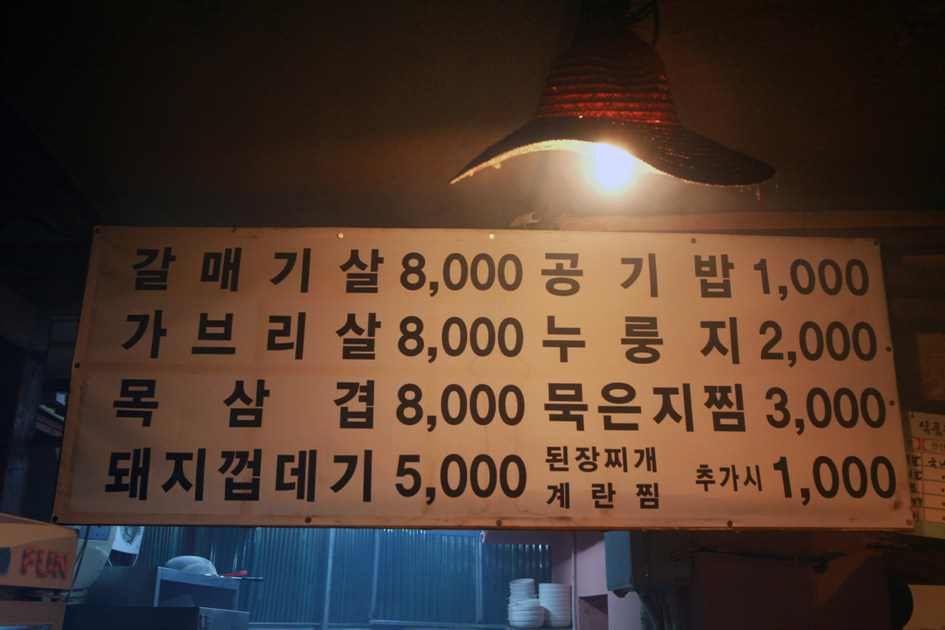 갈매기살 8,000 공기밥 1,000
가브리살 8,000 누룽지 2,000
목삼겹 8,000 묵은지찜 3,000
돼지껍데기 5,000 된장찌개
계란찜 추가시 1,000
FUN